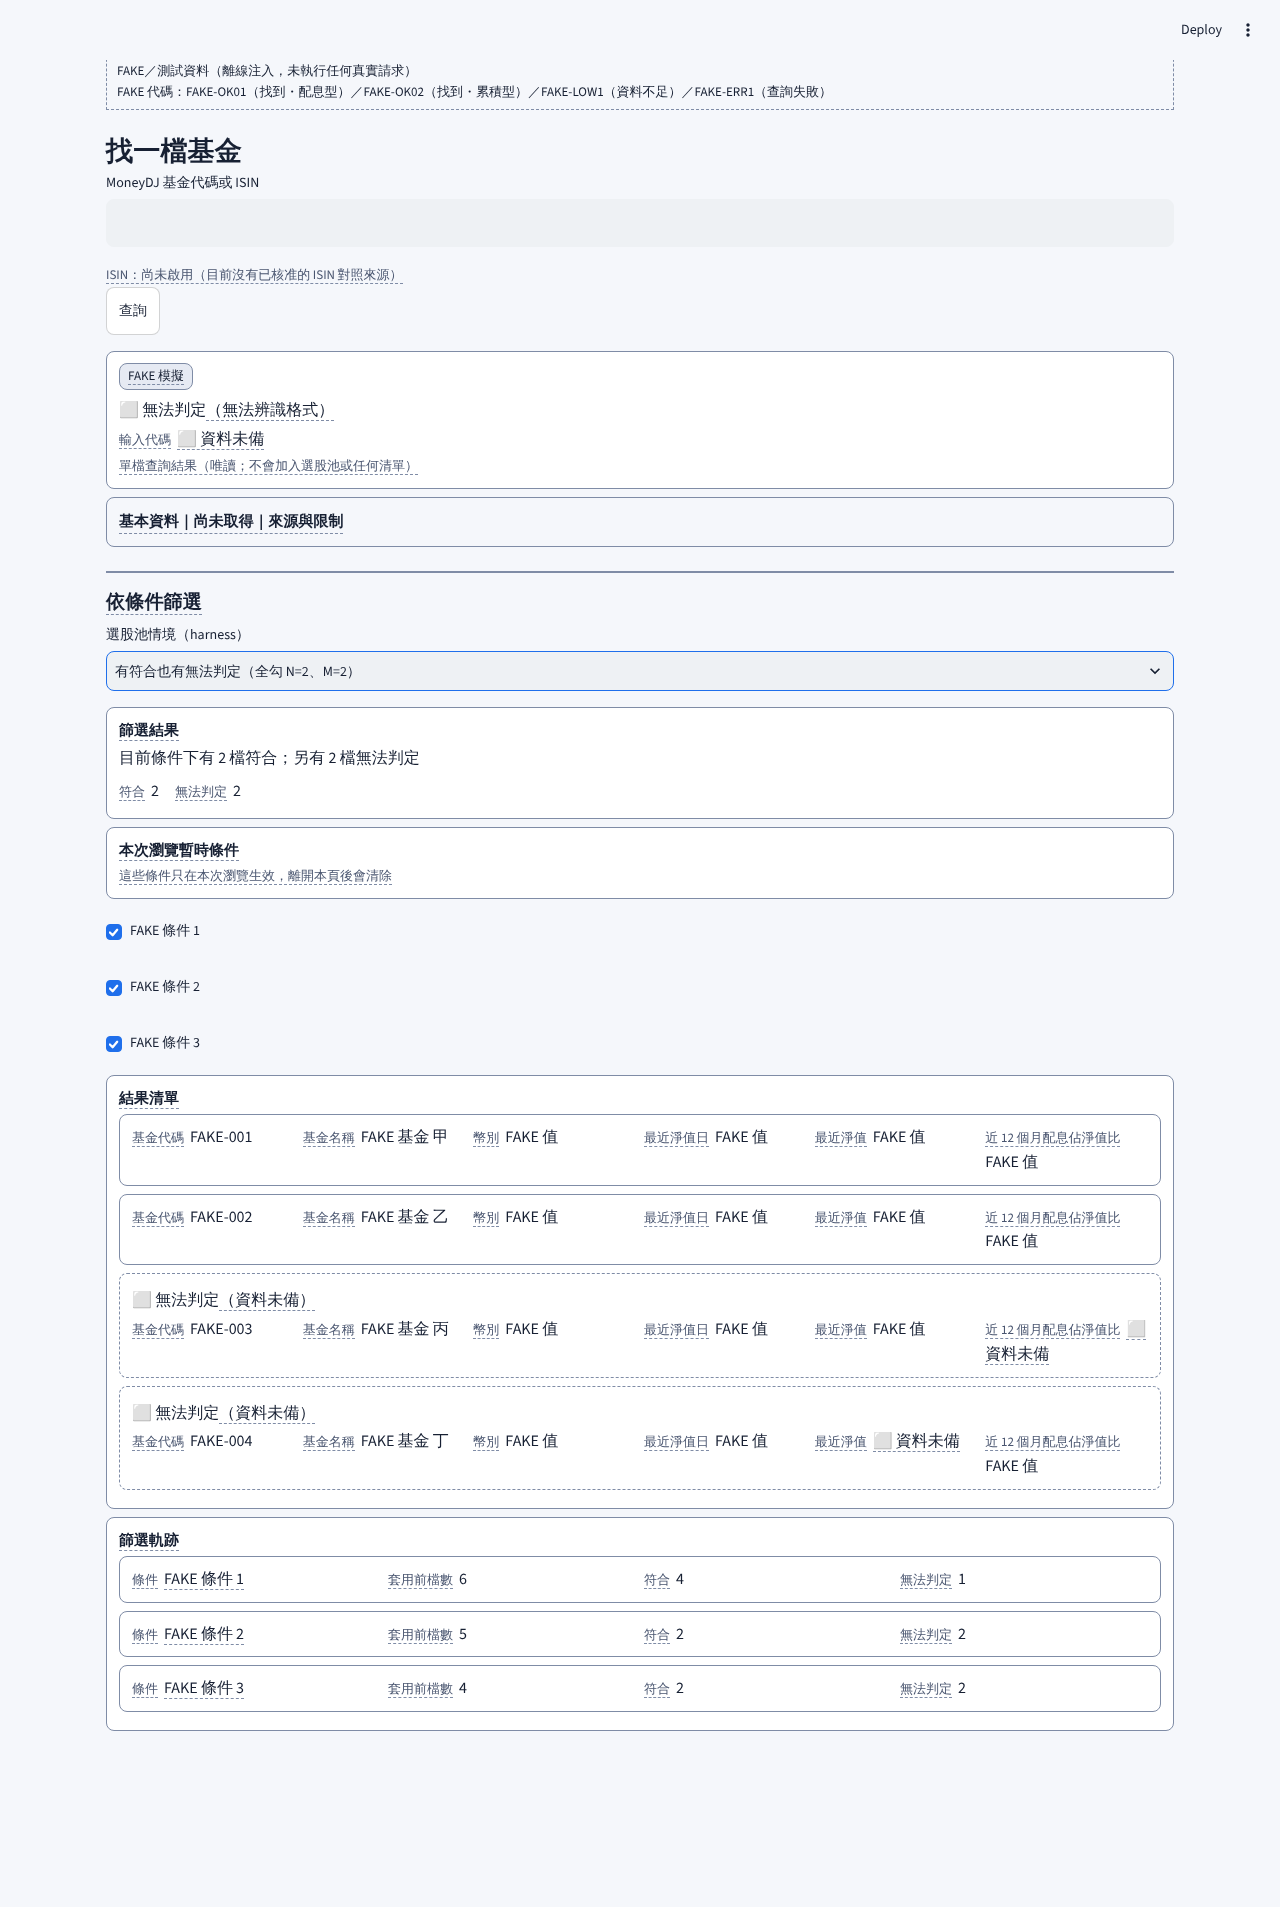 Deploy
FAKE／測試資料（離線注入，未執行任何真實請求）
FAKE 代碼：FAKE-OK01（找到・配息型）／FAKE-OK02（找到・累積型）／FAKE-LOW1（資料不足）／FAKE-ERR1（查詢失敗）
找一檔基金
MoneyDJ 基金代碼或 ISIN
ISIN：尚未啟用（目前沒有已核准的 ISIN 對照來源）
查詢
FAKE 模擬
⬜ 無法判定（無法辨識格式）
輸入代碼 ⬜ 資料未備
單檔查詢結果（唯讀；不會加入選股池或任何清單）
基本資料｜尚未取得｜來源與限制
依條件篩選
選股池情境（harness）
有符合也有無法判定（全勾 N=2、M=2）
篩選結果
目前條件下有 2 檔符合；另有 2 檔無法判定
符合 2 無法判定 2
本次瀏覽暫時條件
這些條件只在本次瀏覽生效，離開本頁後會清除
FAKE 條件 1
FAKE 條件 2
FAKE 條件 3
結果清單
基金代碼 FAKE-001 基金名稱 FAKE 基金 甲 幣別 FAKE 值 最近淨值日 FAKE 值 最近淨值 FAKE 值 近 12 個月配息佔淨值比
FAKE 值
基金代碼 FAKE-002 基金名稱 FAKE 基金 乙 幣別 FAKE 值 最近淨值日 FAKE 值 最近淨值 FAKE 值 近 12 個月配息佔淨值比
FAKE 值
⬜ 無法判定（資料未備）
基金代碼 FAKE-003 基金名稱 FAKE 基金 丙 幣別 FAKE 值 最近淨值日 FAKE 值 最近淨值 FAKE 值 近 12 個月配息佔淨值比 ⬜
資料未備
⬜ 無法判定（資料未備）
基金代碼 FAKE-004 基金名稱 FAKE 基金 丁 幣別 FAKE 值 最近淨值日 FAKE 值 最近淨值 ⬜ 資料未備 近 12 個月配息佔淨值比
FAKE 值
篩選軌跡
條件 FAKE 條件 1 套用前檔數 6 符合 4 無法判定 1
條件 FAKE 條件 2 套用前檔數 5 符合 2 無法判定 2
條件 FAKE 條件 3 套用前檔數 4 符合 2 無法判定 2